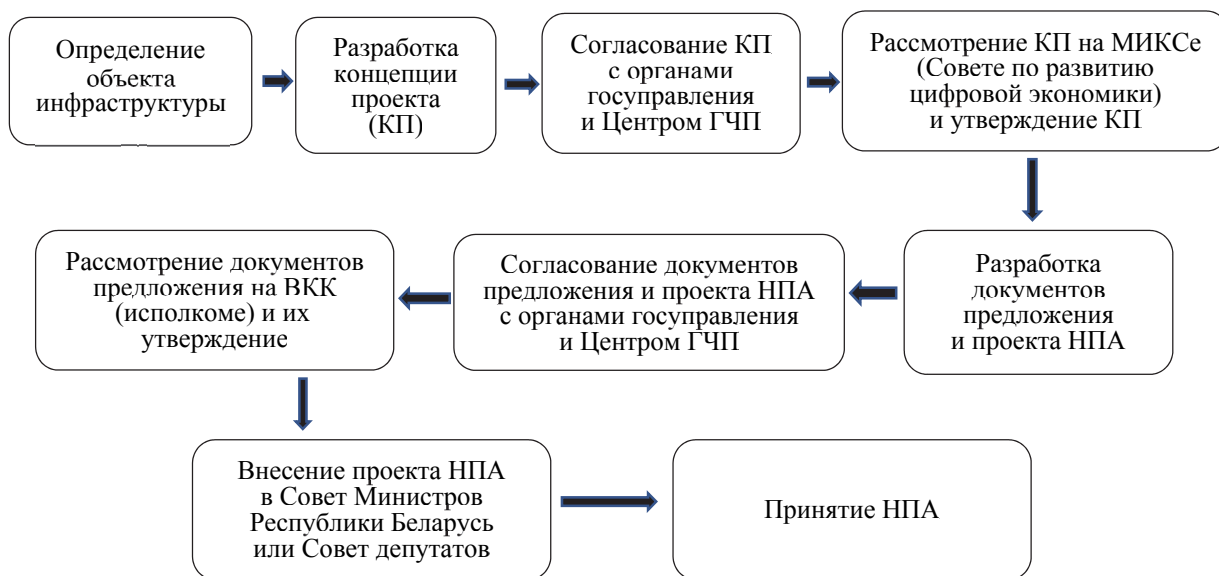 Определение
объекта
инфраструктуры
Разработка
концепции
проекта
(КП)
Согласование КП
с органами
госуправления
и Центром ГЧП
Рассмотрение КП на МИКСе
(Совете по развитию
цифровой экономики)
и утверждение КП
Рассмотрение документов
предложения на ВКК
(исполкоме) и их
утверждение
Согласование документов
предложения и проекта НПА
с органами госуправления
и Центром ГЧП
Разработка
документов
предложения
и проекта НПА
Внесение проекта НПА
в Совет Министров
Республики Беларусь
или Совет депутатов
Принятие НПА